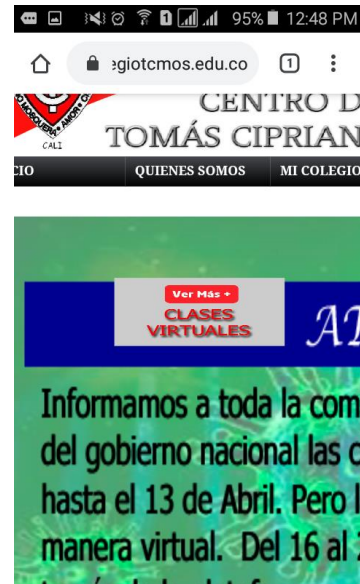 95% 12:48 PM
egiotcmos.edu.co 1
CENTRO D
TOMÁS CIPRIAN
CALI
CIO QUIENES SOMOS MI COLEGIO
Ver Más +
CLASES
VIRTUALES
Informamos a toda la com
del gobierno nacional las c
hasta el 13 de Abril. Pero l
manera virtual. Del 16 al 2